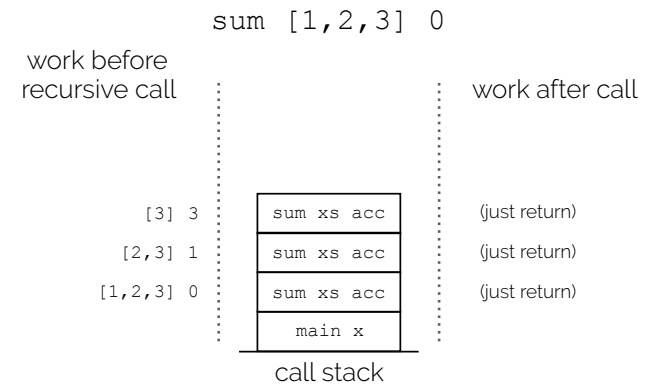 sum [1,2,3] 0
work before
recursive call
work after call
[3] 3
sum xs acc
(just return)
[2,3] 1
sum xs acc
(just return)
[1,2,3] 0
sum xs acc
(just return)
main x
call stack